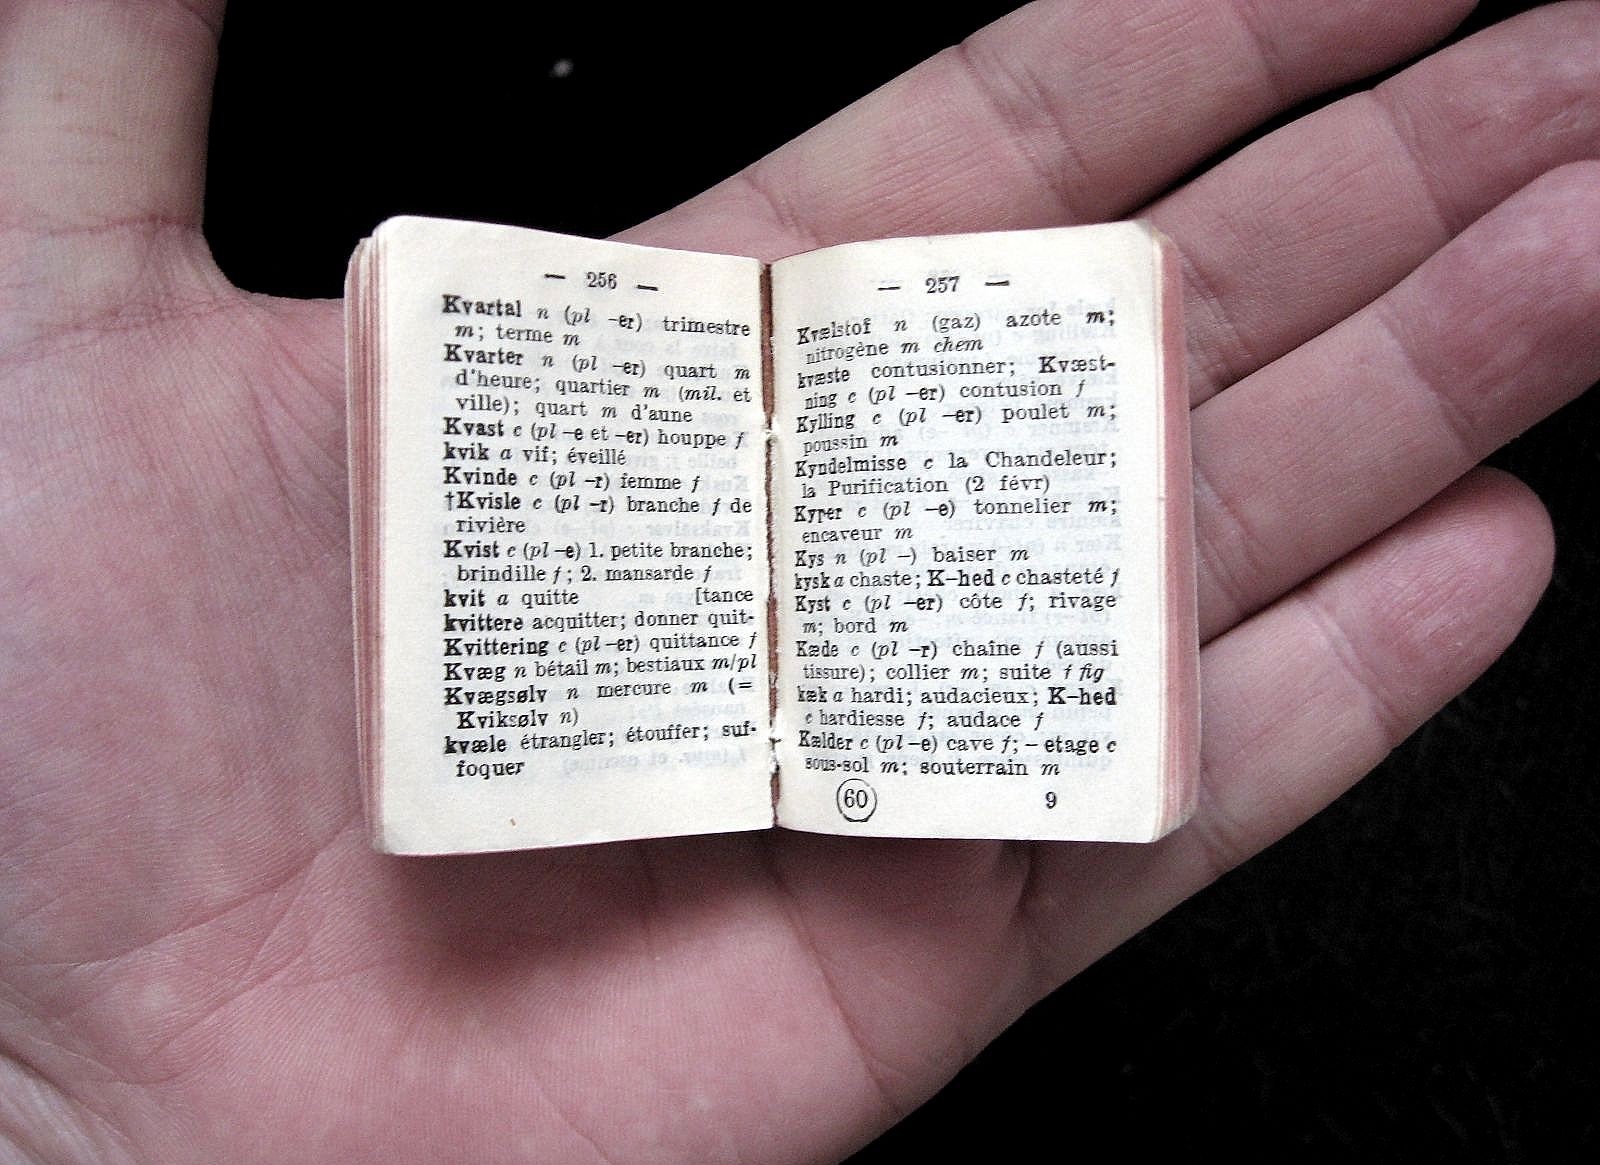 — 256 —
Kvartal n (pl -er) trimestre
m; terme m
Kvarter n (pl -er) quart m
d'heure; quartier m (mil. et
ville); quart m d'aune
Kvast c (pl -e et -er) houppe f
kvik a vif; éveillé
Kvinde c (pl -r) femme f
†Kvisle c (pl -r) branche f de
rivière
Kvist c (pl -e) 1. petite branche;
brindille f; 2. mansarde f
kvit a quitte [tance
kvittere acquitter; donner quit-
Kvittering c (pl -er) quittance f
Kvæg n bétail m; bestiaux m/pl
Kvægsølv n mercure m (=
Kviksølv n)
kvæle étrangler; étouffer; suf-
foquer
— 257 —
Kvælstof n (gaz) azote m;
nitrogène m chem
kvæste contusionner; Kvæst-
ning c (pl -er) contusion f
Kylling c (pl -er) poulet m;
poussin m
Kyndelmisse c la Chandeleur;
la Purification (2 févr)
Kyper c (pl -e) tonnelier m;
encaveur m
Kys n (pl -) baiser m
kysk a chaste; K-hed c chasteté f
Kyst c (pl -er) côte f; rivage
m; bord m
Kæde c (pl -r) chaîne f (aussi
tissure); collier m; suite f fig
kæk a hardi; audacieux; K-hed
c hardiesse f; audace f
Kælder c (pl -e) cave f; - etage c
sous-sol m; souterrain m
60 9